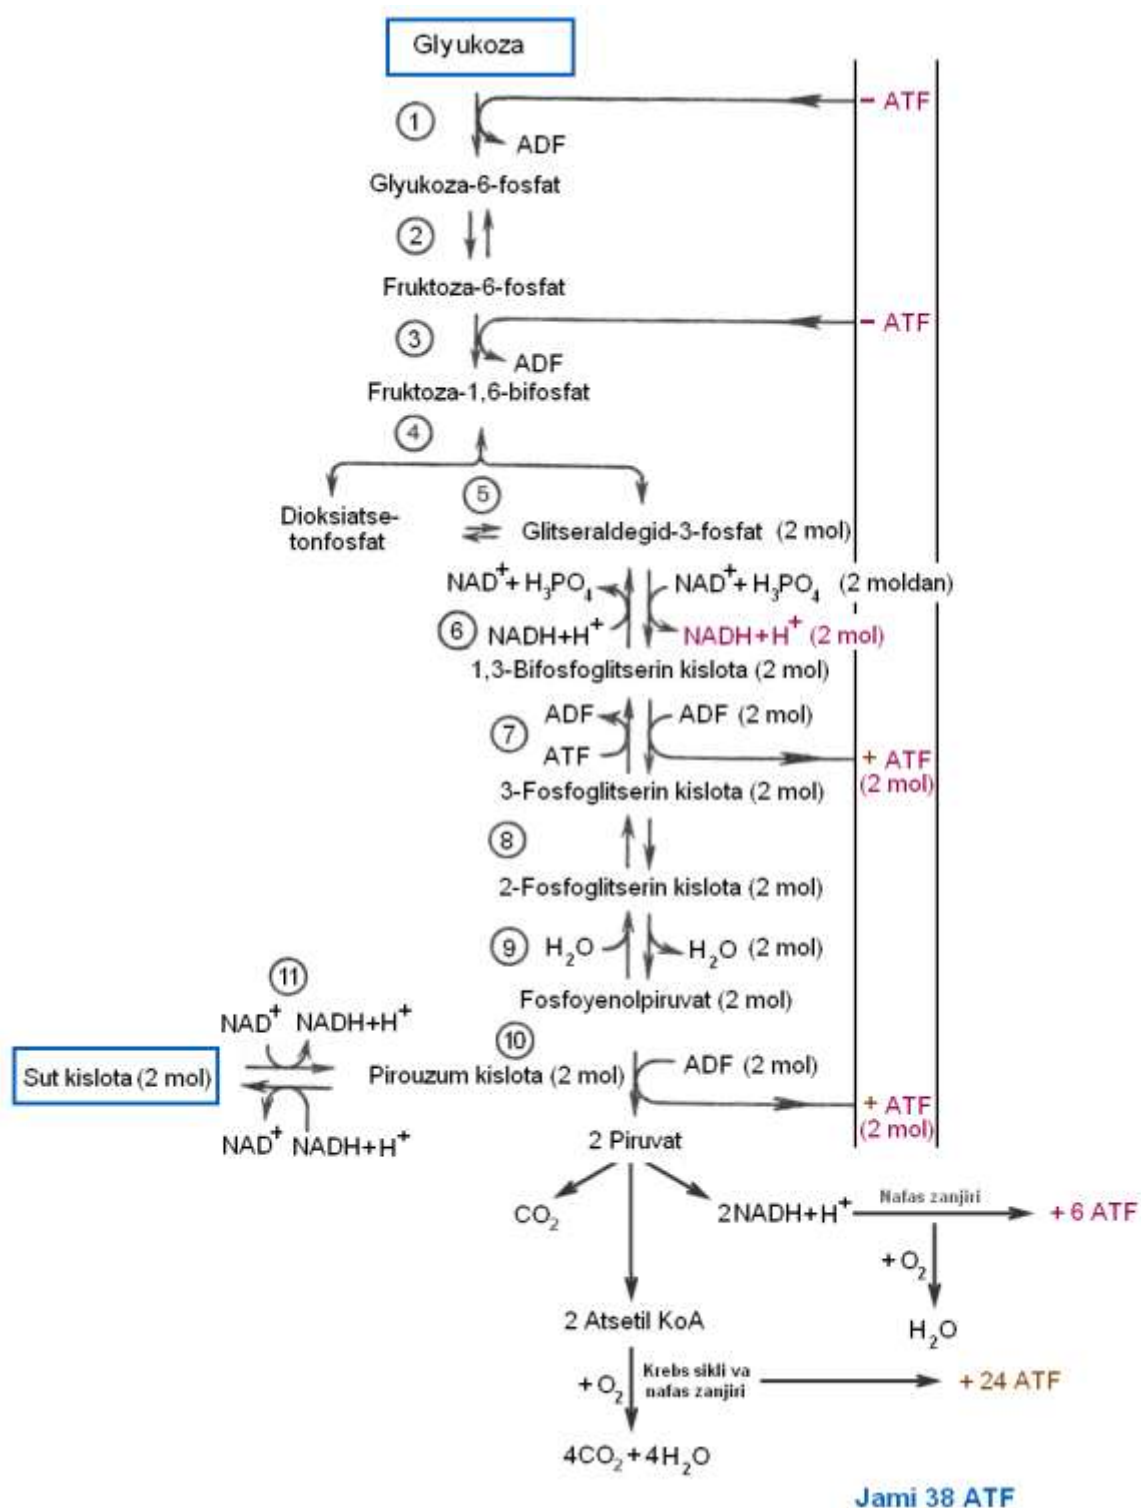 Glyukoza
1
− ATF
ADF
Glyukoza-6-fosfat
2
Fruktoza-6-fosfat
3
− ATF
ADF
Fruktoza-1,6-bifosfat
4
5
Dioksiatse-
tonfosfat
Glitseraldegid-3-fosfat (2 mol)
NAD⁺+ H₃PO₄ NAD⁺+ H₃PO₄ (2 moldan)
6 NADH+H⁺ NADH+H⁺ (2 mol)
1,3-Bifosfoglitserin kislota (2 mol)
ADF ADF (2 mol)
7 ATF + ATF
(2 mol)
3-Fosfoglitserin kislota (2 mol)
8
2-Fosfoglitserin kislota (2 mol)
9 H₂O H₂O (2 mol)
Fosfoyenolpiruvat (2 mol)
11
NAD⁺ NADH+H⁺
10
Sut kislota (2 mol) Pirouzum kislota (2 mol) ADF (2 mol)
+ ATF
(2 mol)
NAD⁺ NADH+H⁺
2 Piruvat
CO₂ 2NADH+H⁺ Nafas zanjiri + 6 ATF
+ O₂
H₂O
2 Atsetil KoA
+ O₂ Krebs sikli va
nafas zanjiri
+ 24 ATF
4CO₂+4H₂O
Jami 38 ATF